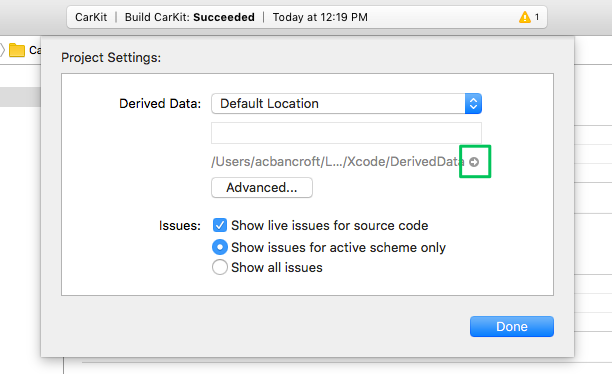 CarKit | Build CarKit: Succeeded | Today at 12:19 PM 1
Ca
Project Settings:
Derived Data: Default Location
/Users/acbancroft/L.../Xcode/DerivedData
Advanced...
Issues: Show live issues for source code
Show issues for active scheme only
Show all issues
Done